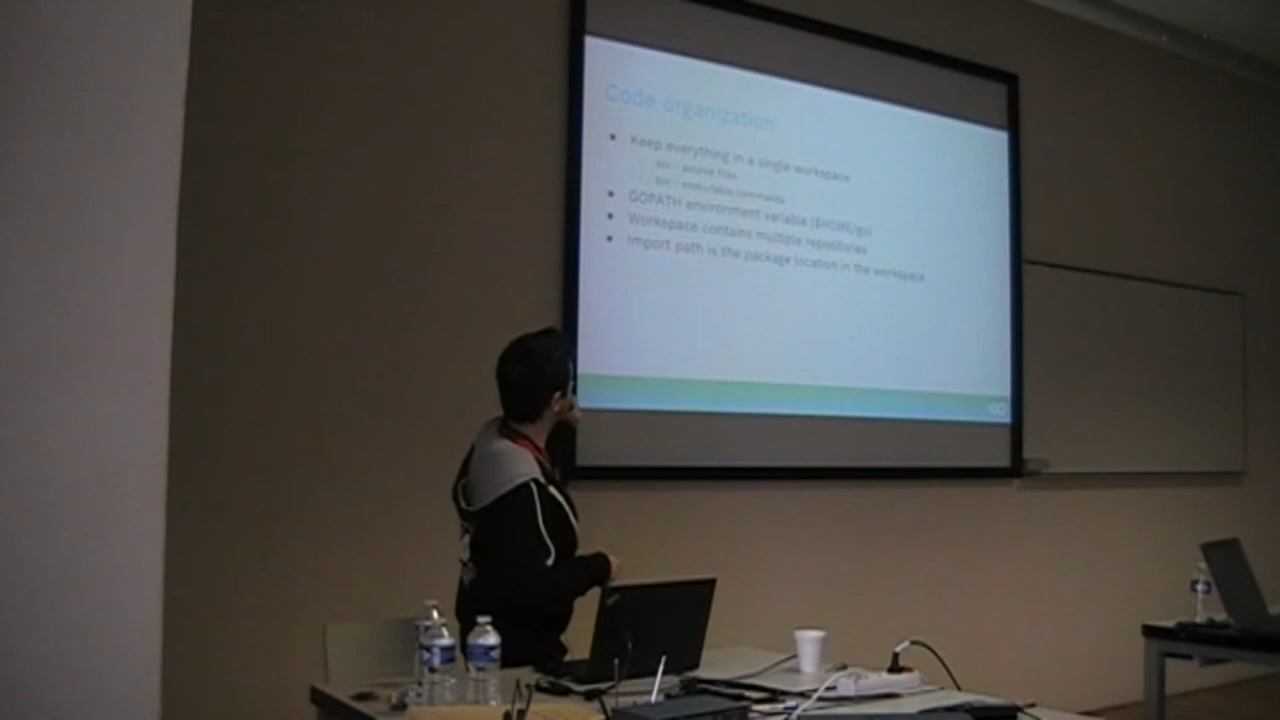 Code organization
Keep everything in a single workspace
src – source files
bin – executable commands
GOPATH environment variable ($HOME/go)
Workspace contains multiple repositories
Import path is the package location in the workspace